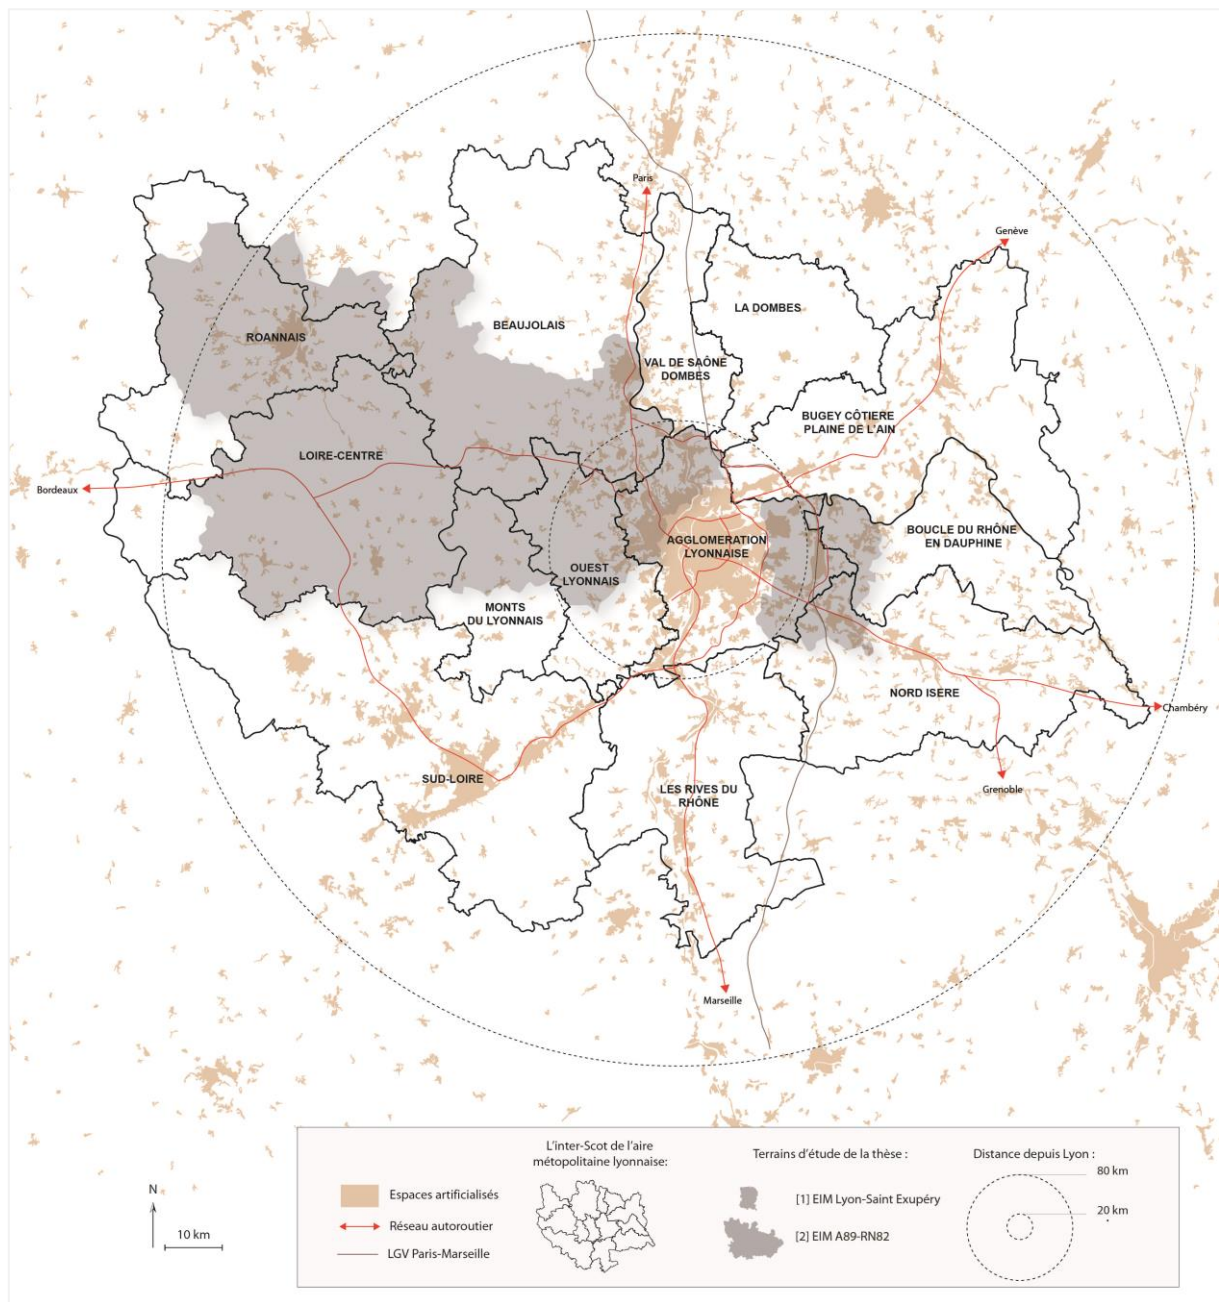 Paris
Genève
LA DOMBES
BEAUJOLAIS
ROANNAIS
VAL DE SAÔNE
DOMBES
BUGEY CÔTIERE
PLAINE DE L'AIN
LOIRE-CENTRE
Bordeaux
BOUCLE DU RHÔNE
EN DAUPHINE
AGGLOMERATION
LYONNAISE
OUEST
LYONNAIS
MONTS
DU LYONNAIS
NORD ISERE
Chambéry
SUD-LOIRE
LES RIVES DU
RHÔNE
Grenoble
Marseille
L'inter-Scot de l'aire
métopolitaine lyonnaise:
Terrains d'étude de la thèse :
Distance depuis Lyon :
80 km
20 km
Espaces artificialisés
Réseau autoroutier
LGV Paris-Marseille
[1] EIM Lyon-Saint Exupéry
[2] EIM A89-RN82
N
10 km